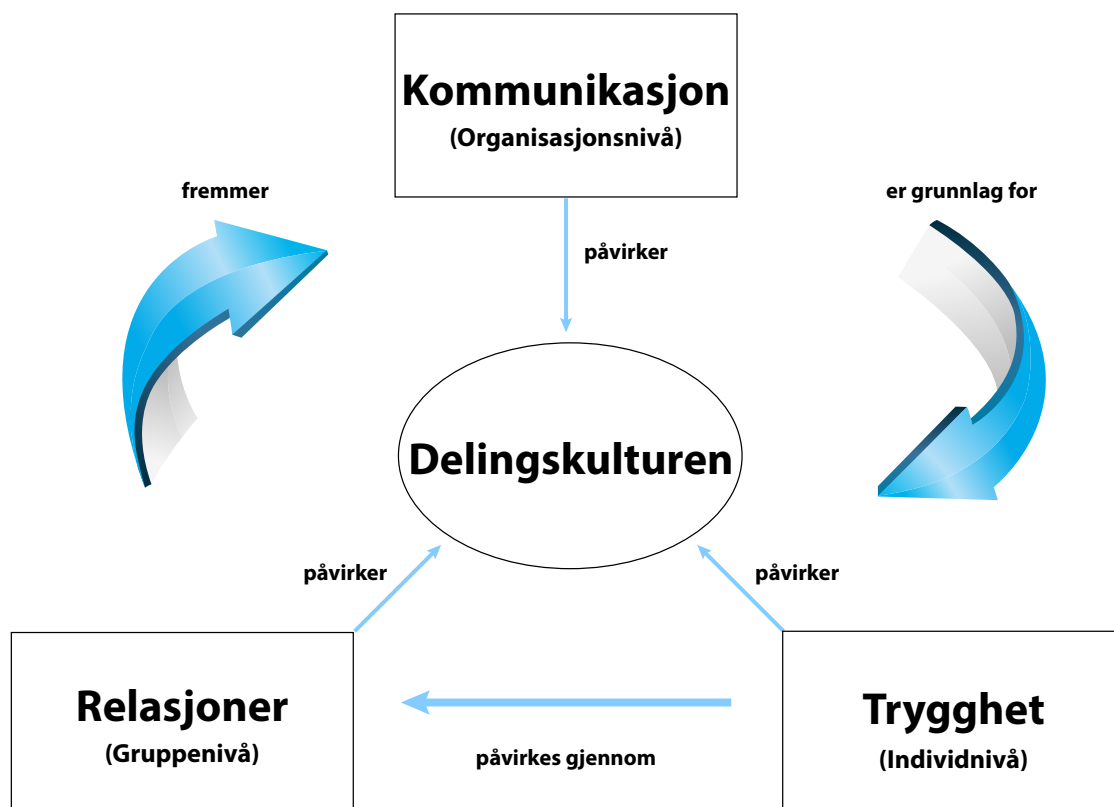 Kommunikasjon
(Organisasjonsnivå)
fremmer
er grunnlag for
påvirker
Delingskulturen
påvirker
påvirker
Relasjoner
(Gruppenivå)
påvirkes gjennom
Trygghet
(Individnivå)